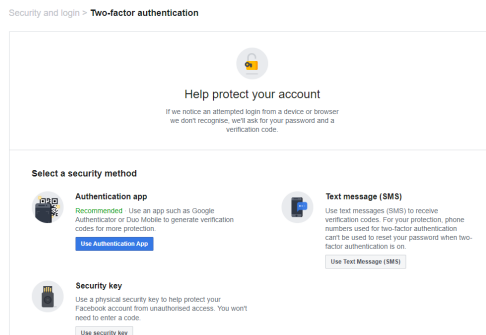 Security and login > Two-factor authentication
Help protect your account
If we notice an attempted login from a device or browser
we don't recognise, we'll ask for your password and a
verification code.
Select a security method
Authentication app
Recommended · Use an app such as Google
Authenticator or Duo Mobile to generate verification
codes for more protection.
Use Authentication App
Text message (SMS)
Use text messages (SMS) to receive
verification codes. For your protection, phone
numbers used for two-factor authentication
can't be used to reset your password when two-
factor authentication is on.
Use Text Message (SMS)
Security key
Use a physical security key to help protect your
Facebook account from unauthorised access. You won't
need to enter a code.
Use security key